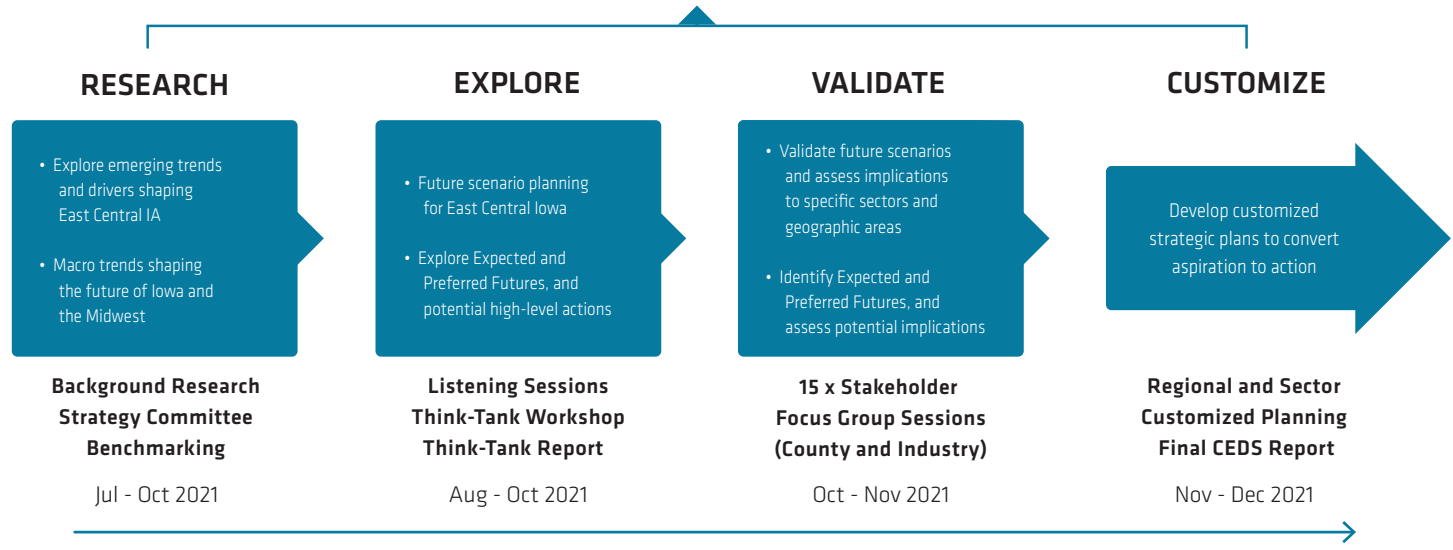 RESEARCH
• Explore emerging trends
and drivers shaping
East Central IA
• Macro trends shaping
the future of Iowa and
the Midwest
Background Research
Strategy Committee
Benchmarking
Jul - Oct 2021
EXPLORE
• Future scenario planning
for East Central Iowa
• Explore Expected and
Preferred Futures, and
potential high-level actions
Listening Sessions
Think-Tank Workshop
Think-Tank Report
Aug - Oct 2021
VALIDATE
• Validate future scenarios
and assess implications
to specific sectors and
geographic areas
• Identify Expected and
Preferred Futures, and
assess potential implications
15 x Stakeholder
Focus Group Sessions
(County and Industry)
Oct - Nov 2021
CUSTOMIZE
Develop customized
strategic plans to convert
aspiration to action
Regional and Sector
Customized Planning
Final CEDS Report
Nov - Dec 2021